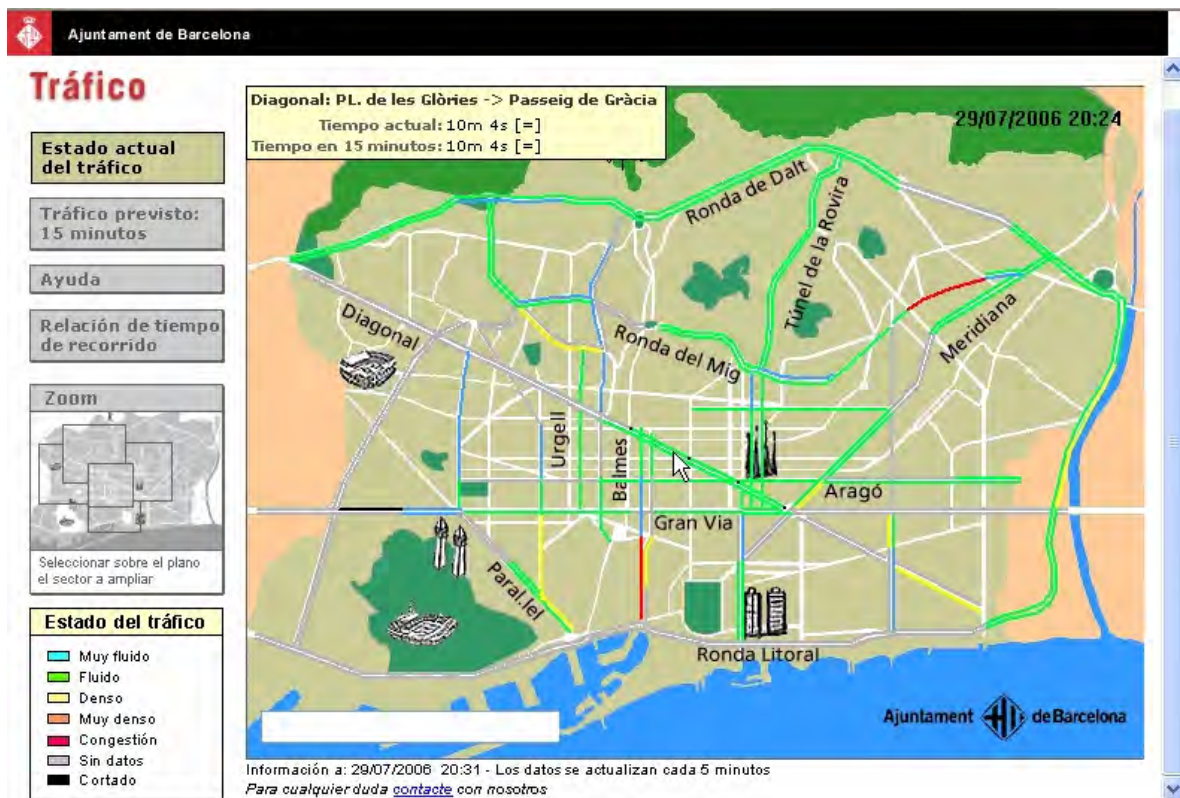 Ajuntament de Barcelona
Tráfico
Estado actual
del tráfico
Tráfico previsto:
15 minutos
Ayuda
Relación de tiempo
de recorrido
Zoom
Seleccionar sobre el plano
el sector a ampliar
Estado del tráfico
Muy fluido
Fluido
Denso
Muy denso
Congestión
Sin datos
Cortado
Diagonal: PL. de les Glòries -> Passeig de Gràcia
Tiempo actual: 10m 4s [=]
Tiempo en 15 minutos: 10m 4s [=]
29/07/2006 20:24
Ronda de Dalt
Túnel de la Rovira
Diagonal
Ronda del Mig
Meridiana
Urgell
Balmes
Aragó
Gran Via
Paral.lel
Ronda Litoral
Ajuntament de Barcelona
Información a: 29/07/2006 20:31 - Los datos se actualizan cada 5 minutos
Para cualquier duda contacte con nosotros